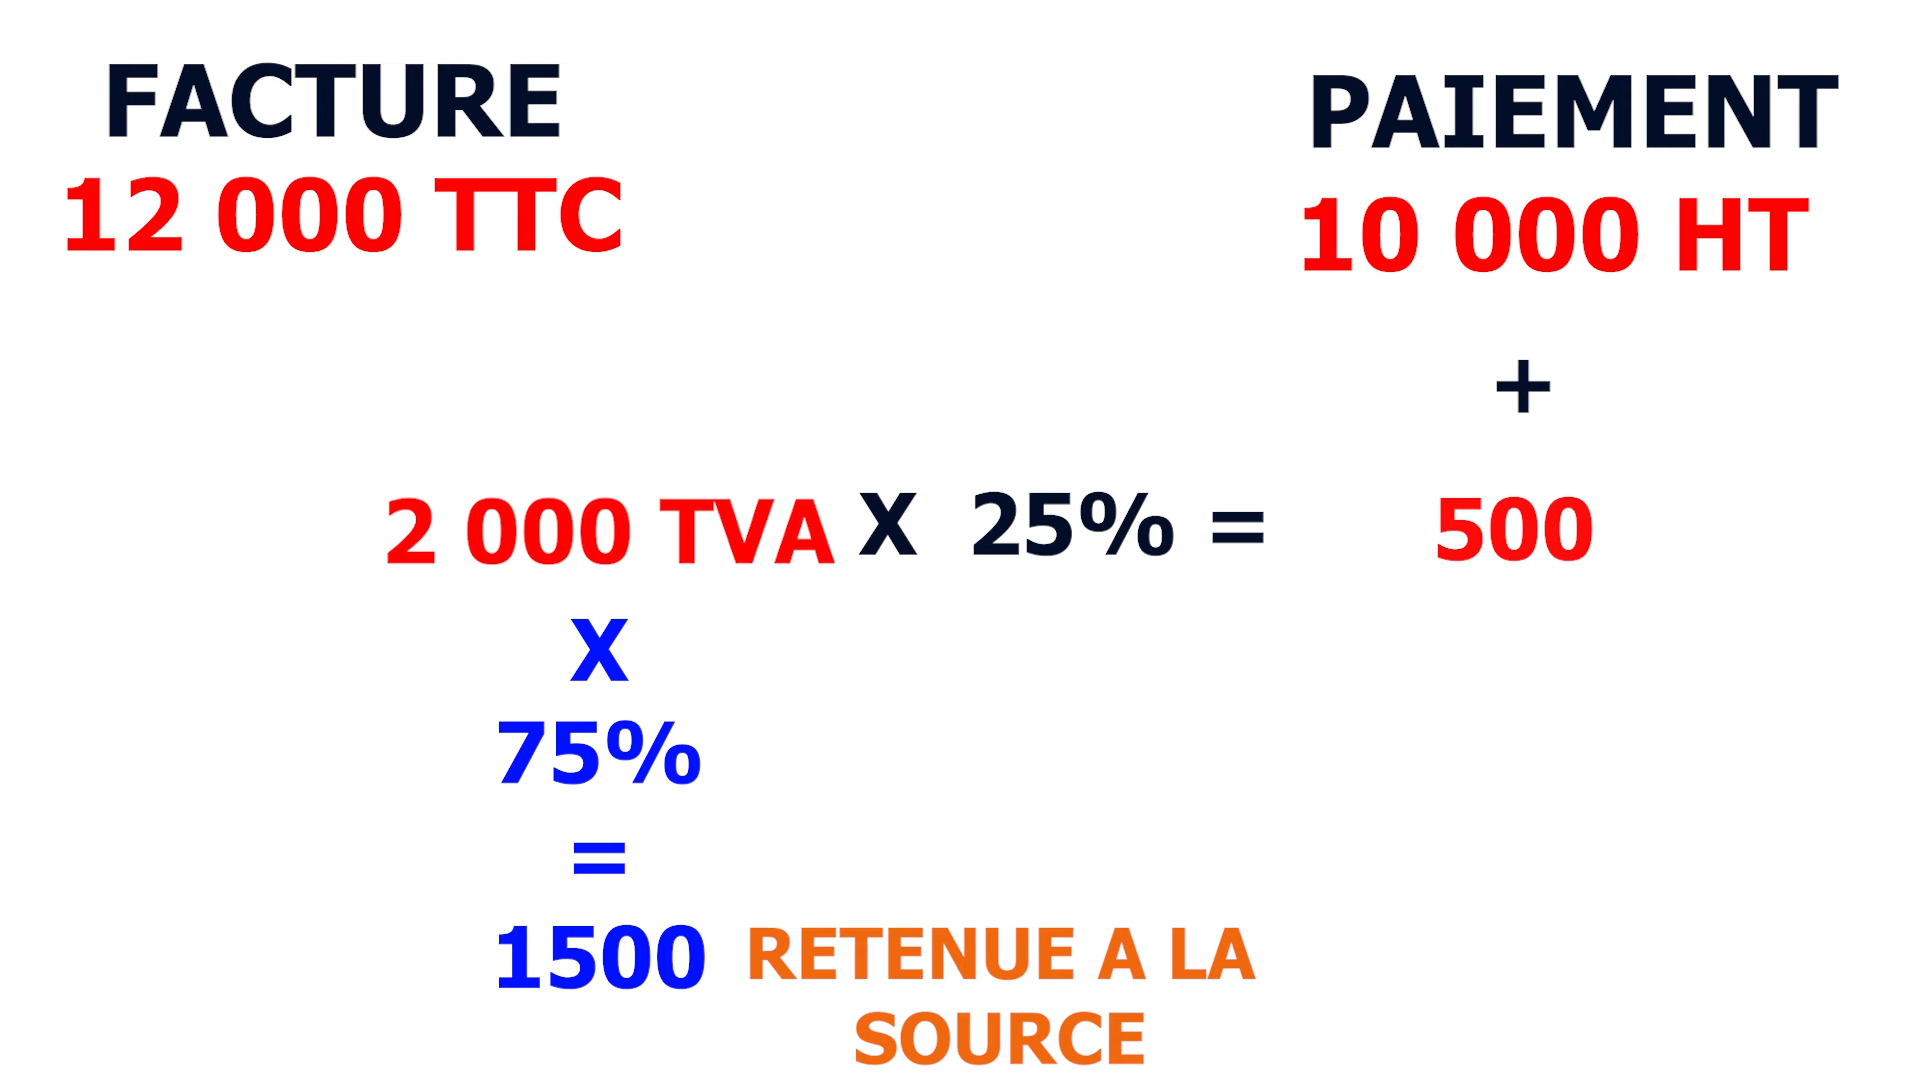 FACTURE
12 000 TTC
PAIEMENT
10 000 HT
+
2 000 TVA X 25% = 500
X
75%
=
1500 RETENUE A LA
SOURCE